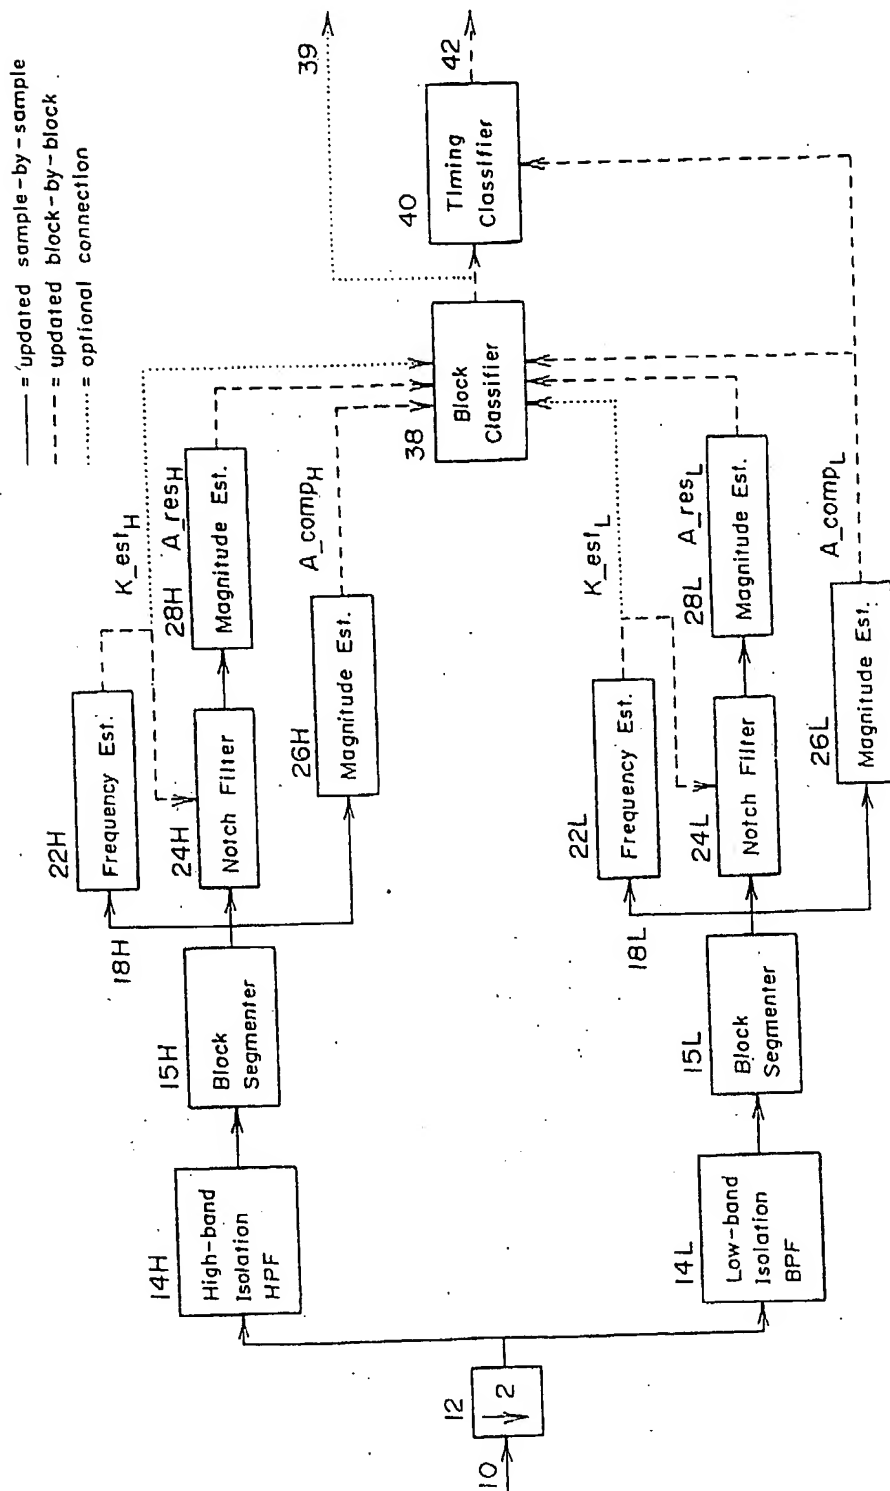 ——— = updated sample-by-sample
--- = updated block-by-block
........ = optional connection
10
12
↓ 2
14H
High-band
Isolation
HPF
15H
Block
Segmenter
18H
22H
Frequency Est.
K_est_H
24H
Notch Filter
28H
A_res_H
Magnitude Est.
26H
Magnitude Est.
A_comp_H
14L
Low-band
Isolation
BPF
15L
Block
Segmenter
18L
22L
Frequency Est.
K_est_L
24L
Notch Filter
28L
A_res_L
Magnitude Est.
26L
Magnitude Est.
A_comp_L
38
Block
Classifier
39
40
Timing
Classifier
42